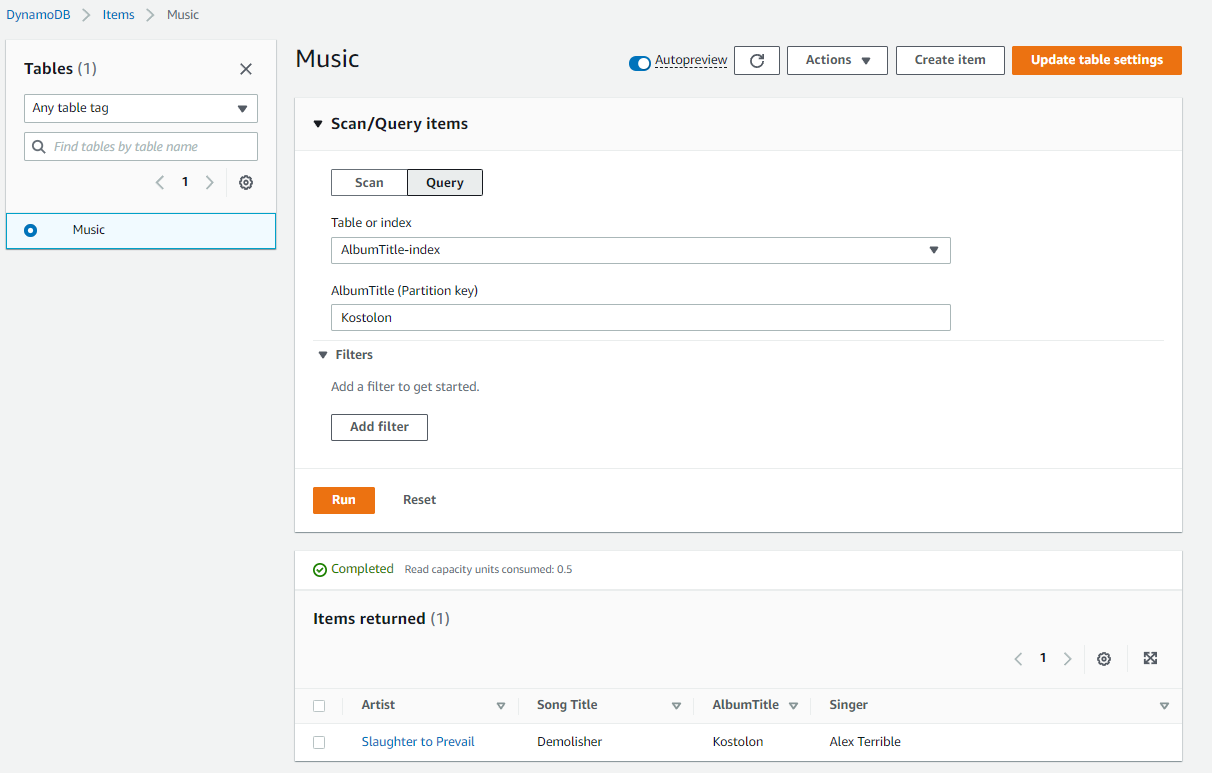 DynamoDB > Items > Music
Tables (1)
Any table tag
Find tables by table name
1
Music
Music
Autopreview
Actions
Create item
Update table settings
Scan/Query items
Scan Query
Table or index
AlbumTitle-index
AlbumTitle (Partition key)
Kostolon
Filters
Add a filter to get started.
Add filter
Run Reset
Completed Read capacity units consumed: 0.5
Items returned (1)
1
Artist Song Title AlbumTitle Singer
Slaughter to Prevail Demolisher Kostolon Alex Terrible